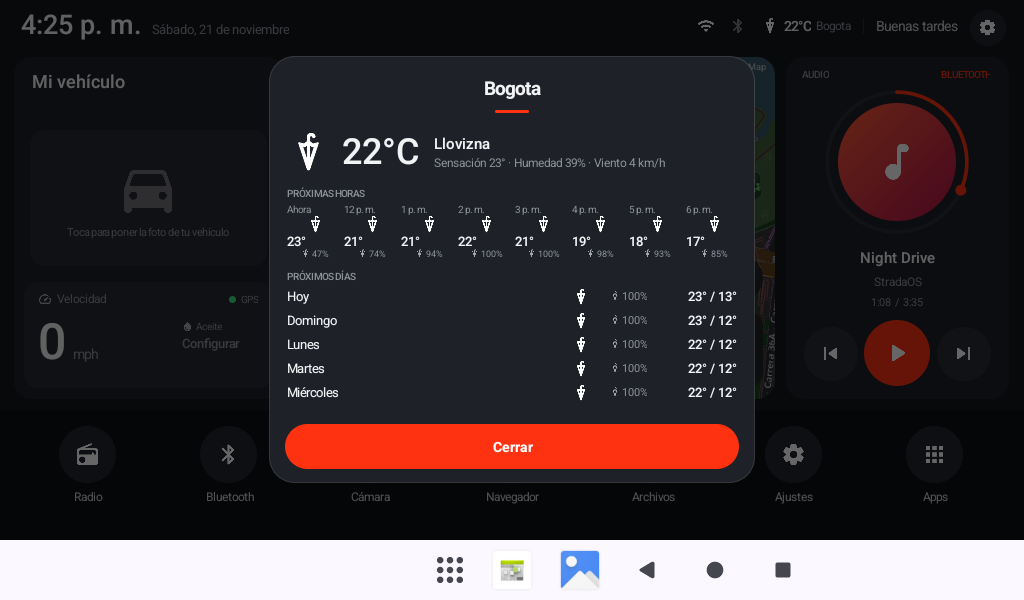 4:25 p. m. Sábado, 21 de noviembre 22°C Bogota Buenas tardes
Mi vehículo
Map
AUDIO BLUETOOTH
Bogota
22°C
Llovizna
Sensación 23° · Humedad 39% · Viento 4 km/h
PRÓXIMAS HORAS
Ahora 12 p. m. 1 p. m. 2 p. m. 3 p. m. 4 p. m. 5 p. m. 6 p. m.
23° 21° 21° 22° 21° 19° 18° 17°
47% 74% 94% 100% 100% 98% 93% 85%
PRÓXIMOS DÍAS
Hoy 100% 23° / 13°
Domingo 100% 23° / 12°
Lunes 100% 22° / 12°
Martes 100% 22° / 12°
Miércoles 100% 22° / 12°
Cerrar
Toca para poner la foto de tu vehículo
Velocidad GPS
0 mph
Aceite
Configurar
Carrera 36A
Night Drive
StradaOS
1:08 / 3:35
Radio Bluetooth Cámara Navegador Archivos Ajustes Apps